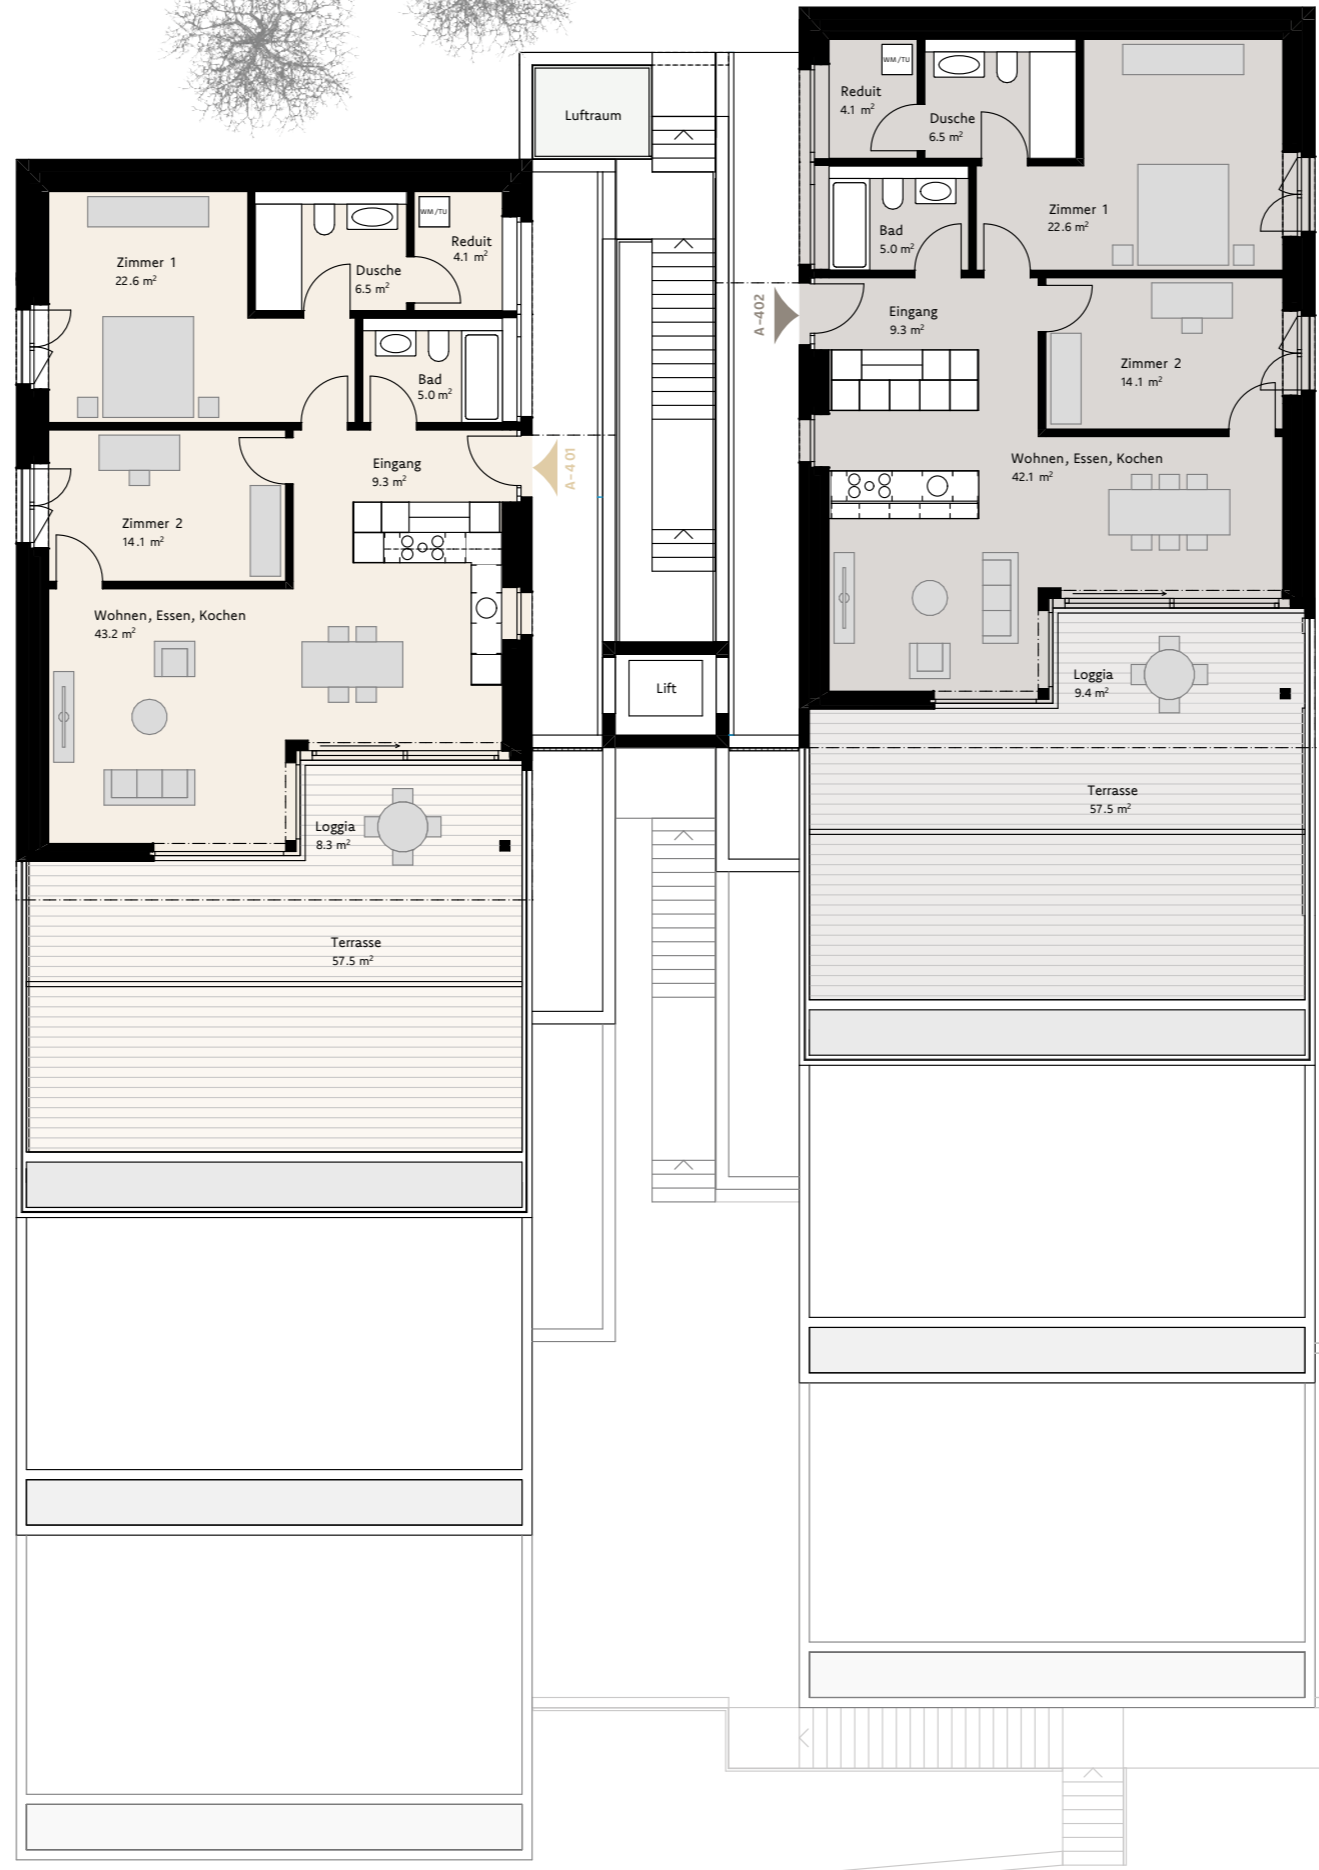 Luftraum
WM./TU
Reduit
4.1 m²
Dusche
6.5 m²
Zimmer 1
22.6 m²
Bad
5.0 m²
A-402
Eingang
9.3 m²
Zimmer 2
14.1 m²
Wohnen, Essen, Kochen
42.1 m²
Loggia
9.4 m²
Terrasse
57.5 m²
Lift
Zimmer 1
22.6 m²
Dusche
6.5 m²
WM./TU
Reduit
4.1 m²
Bad
5.0 m²
Eingang
9.3 m²
A-401
Zimmer 2
14.1 m²
Wohnen, Essen, Kochen
43.2 m²
Loggia
8.3 m²
Terrasse
57.5 m²